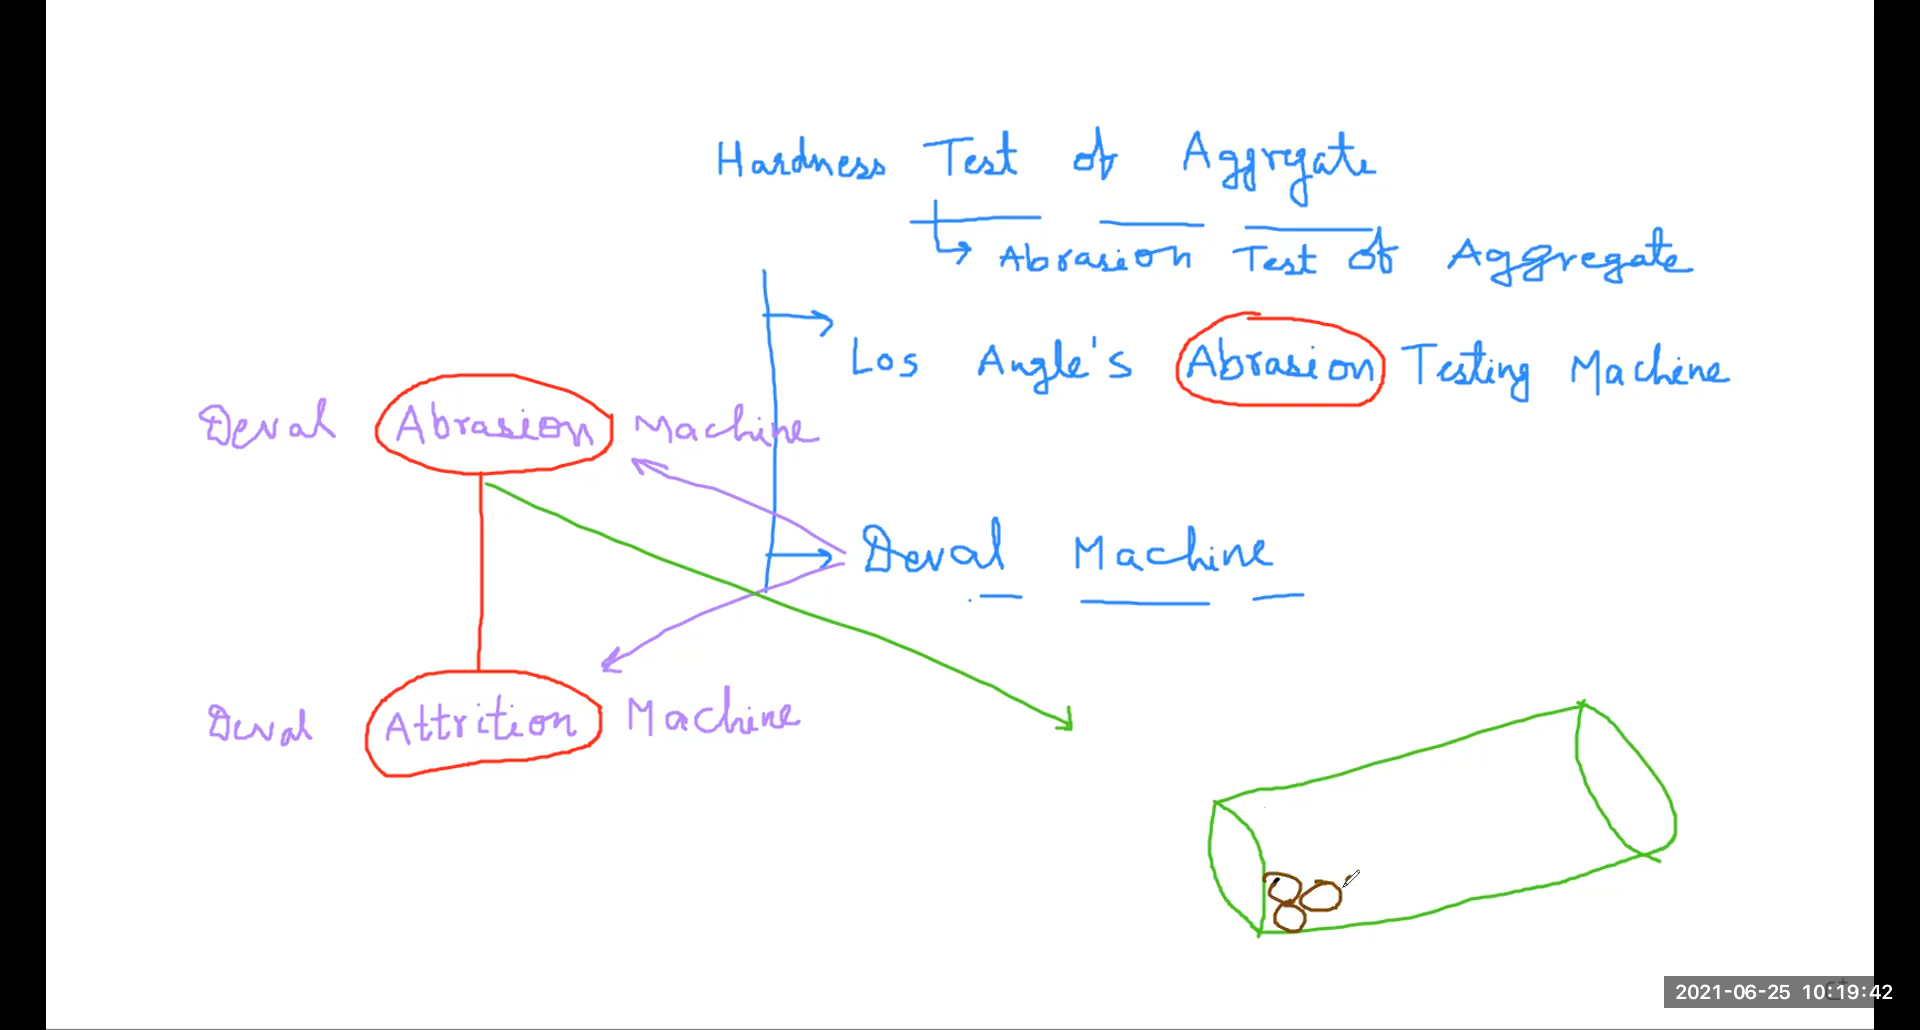 Hardness Test of Aggregate
Abrasion Test of Aggregate
Los Angle's Abrasion Testing Machine
Deval Abrasion Machine
Deval Machine
Deval Attrition Machine
2021-06-25 10:19:42